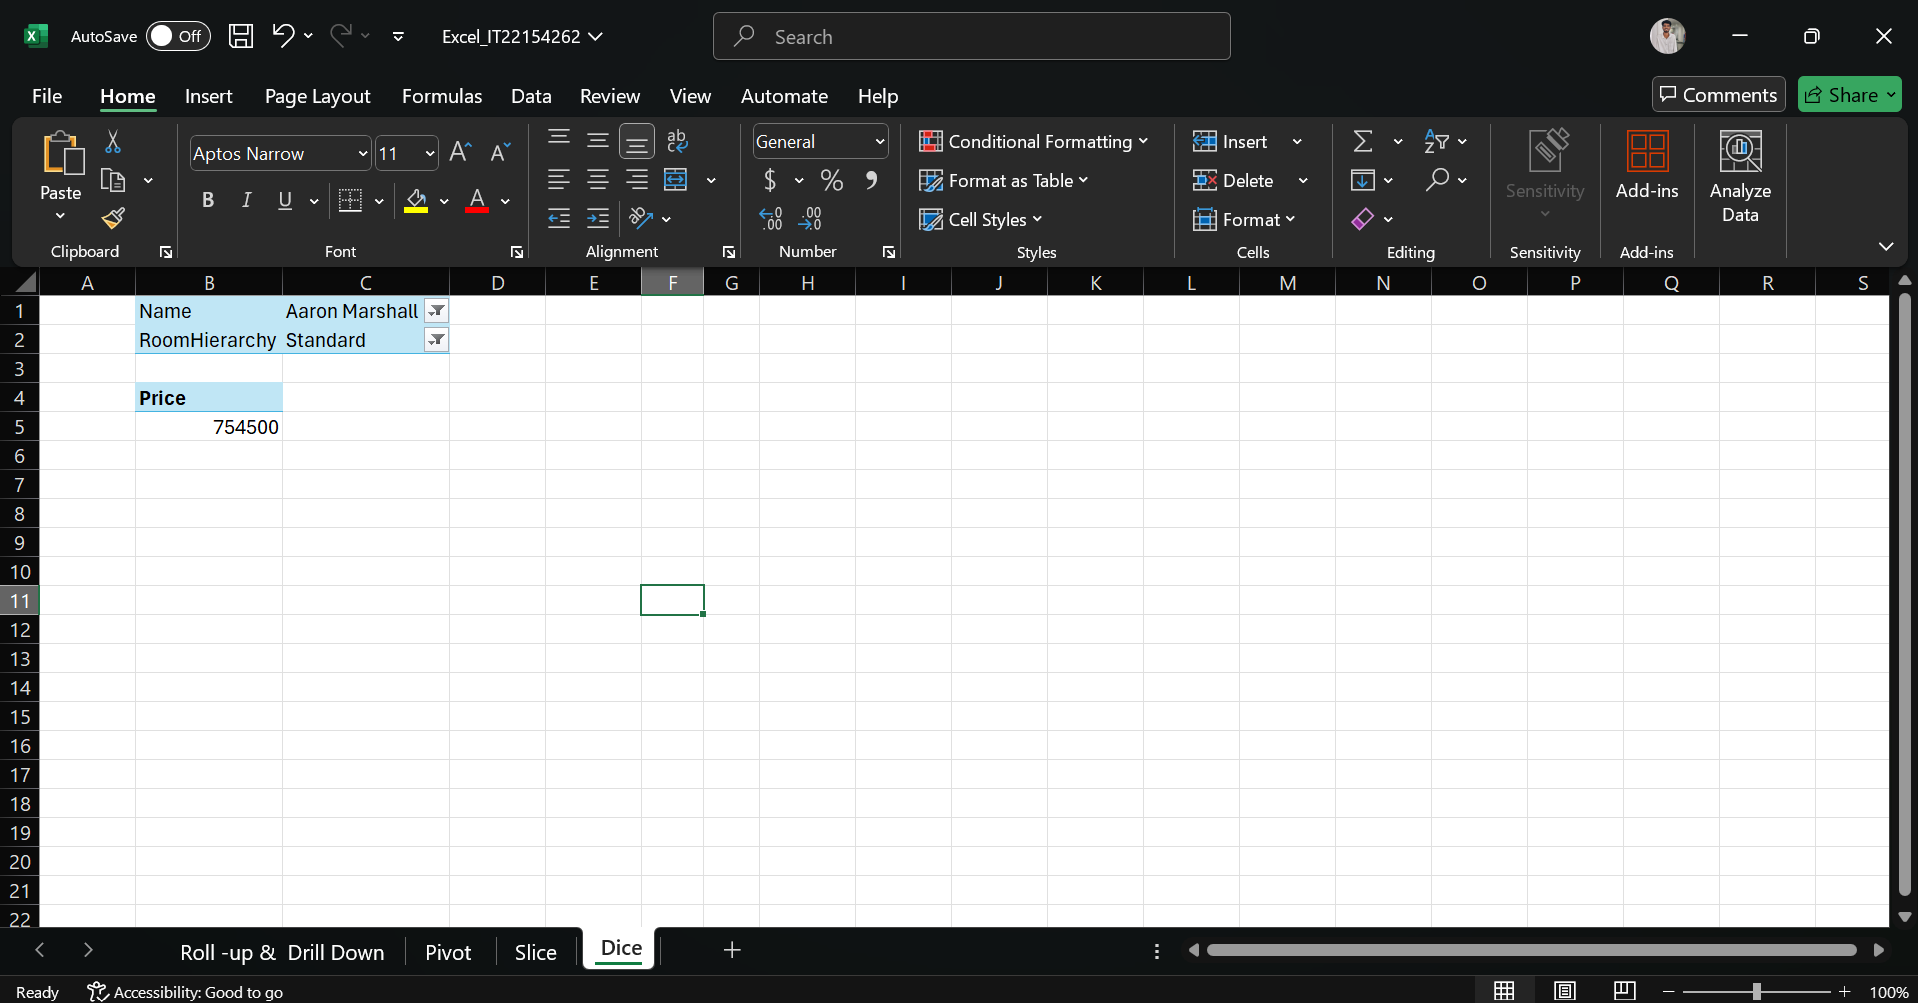 AutoSave Off Excel_IT22154262 Search
File Home Insert Page Layout Formulas Data Review View Automate Help Comments Share
Paste
Clipboard
Aptos Narrow 11
B I U A
Font
ab
Alignment
General
$ % 9
Number
Conditional Formatting
Format as Table
Cell Styles
Styles
Insert
Delete
Format
Cells
Editing
Sensitivity
Sensitivity
Add-ins
Add-ins
Analyze
Data
A B C D E F G H I J K L M N O P Q R S
1 Name Aaron Marshall
2 RoomHierarchy Standard
3
4 Price
5 754500
6
7
8
9
10
11
12
13
14
15
16
17
18
19
20
21
22
Roll -up & Drill Down Pivot Slice Dice +
Ready Accessibility: Good to go 100%